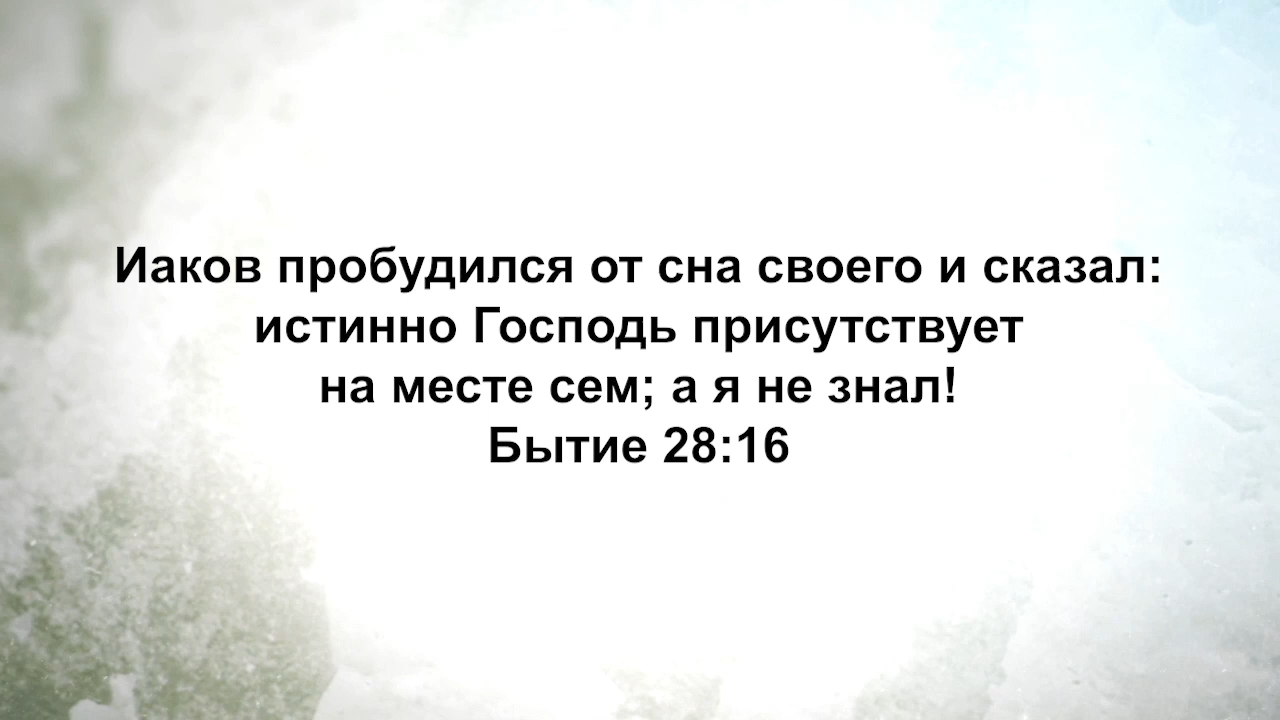 Иаков пробудился от сна своего и сказал:
истинно Господь присутствует
на месте сем; а я не знал!
Бытие 28:16